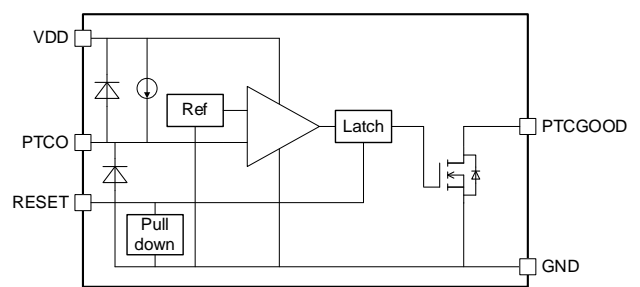 VDD
Ref
PTCO
Latch
PTCGOOD
RESET
Pull
down
GND